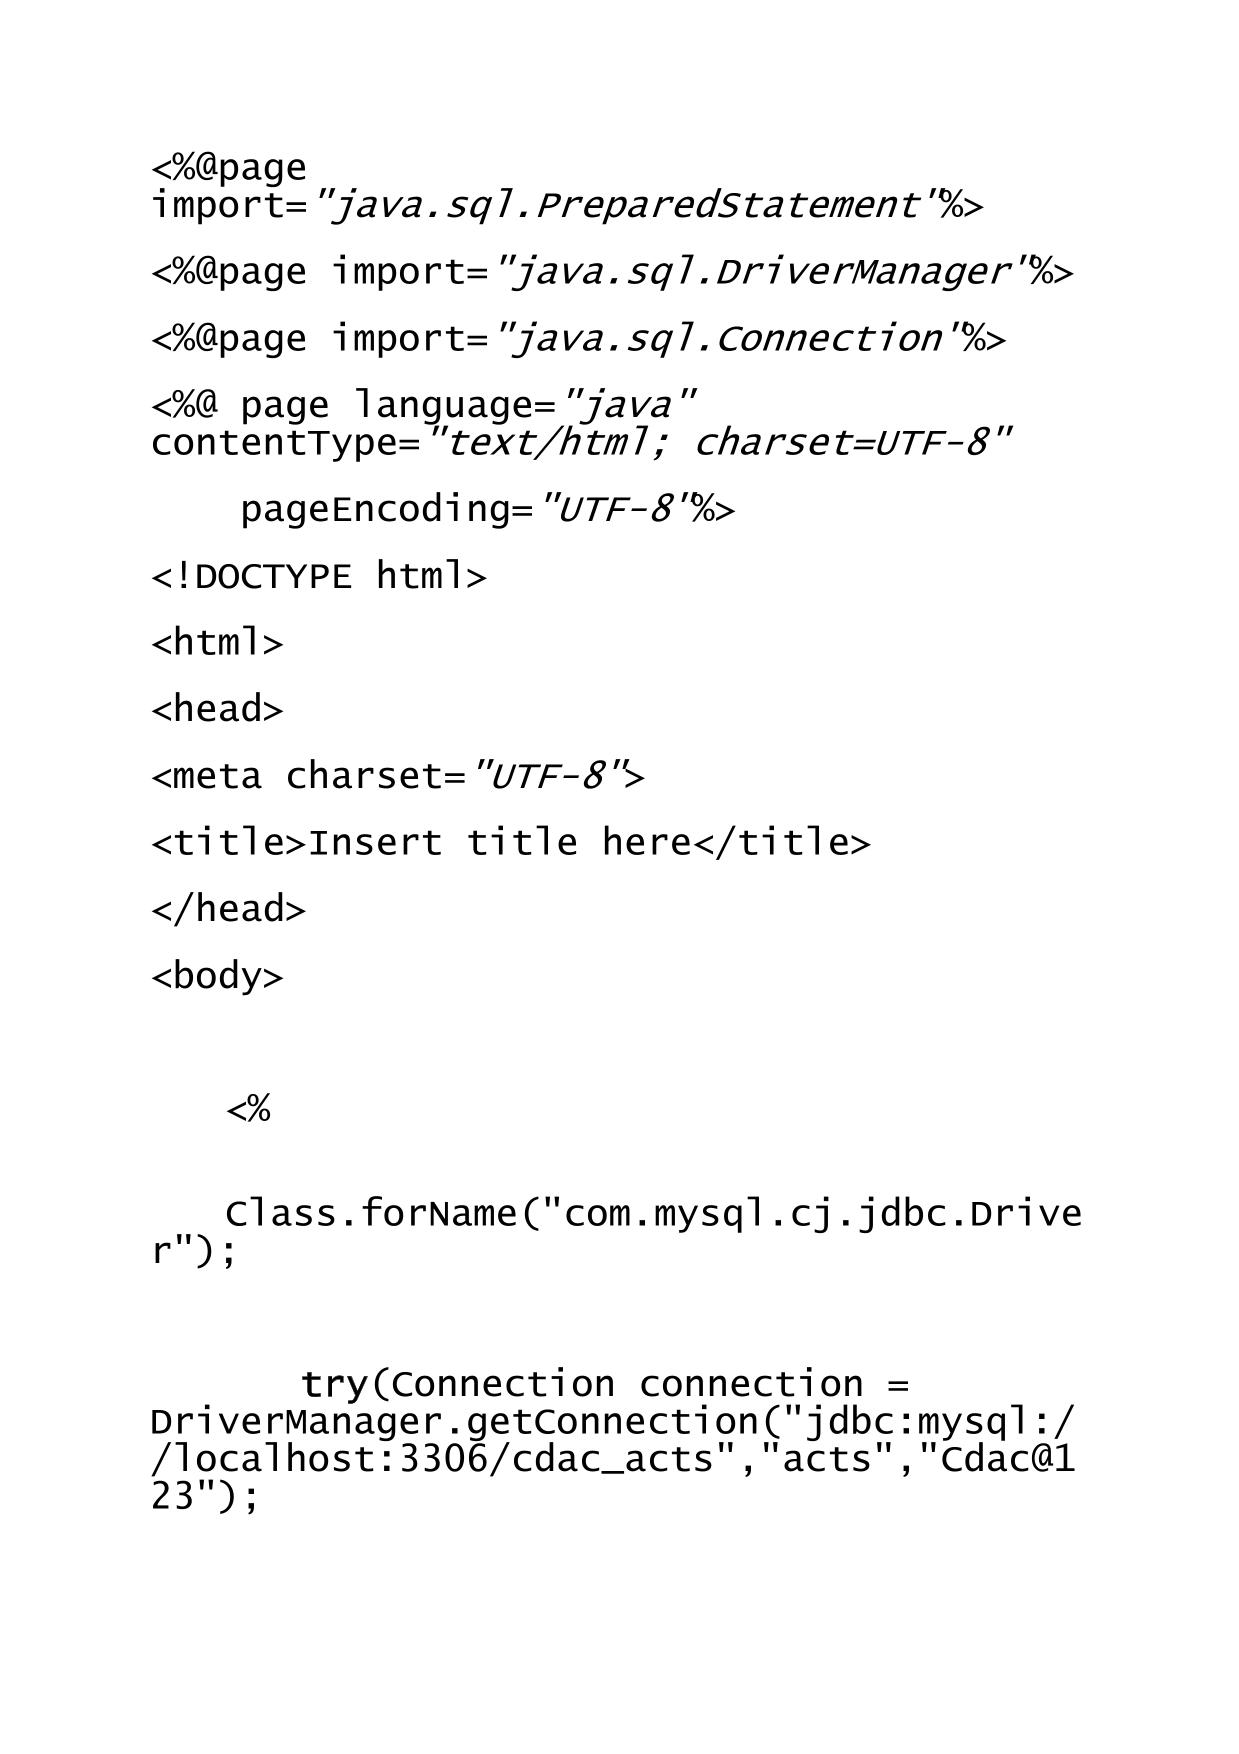 <%@page
import="java.sql.PreparedStatement"%>
<%@page import="java.sql.DriverManager"%>
<%@page import="java.sql.Connection"%>
<%@ page language="java"
contentType="text/html; charset=UTF-8"
    pageEncoding="UTF-8"%>
<!DOCTYPE html>
<html>
<head>
<meta charset="UTF-8">
<title>Insert title here</title>
</head>
<body>
<%
Class.forName("com.mysql.cj.jdbc.Drive
r");
try(Connection connection =
DriverManager.getConnection("jdbc:mysql:/
/localhost:3306/cdac_acts","acts","Cdac@1
23");